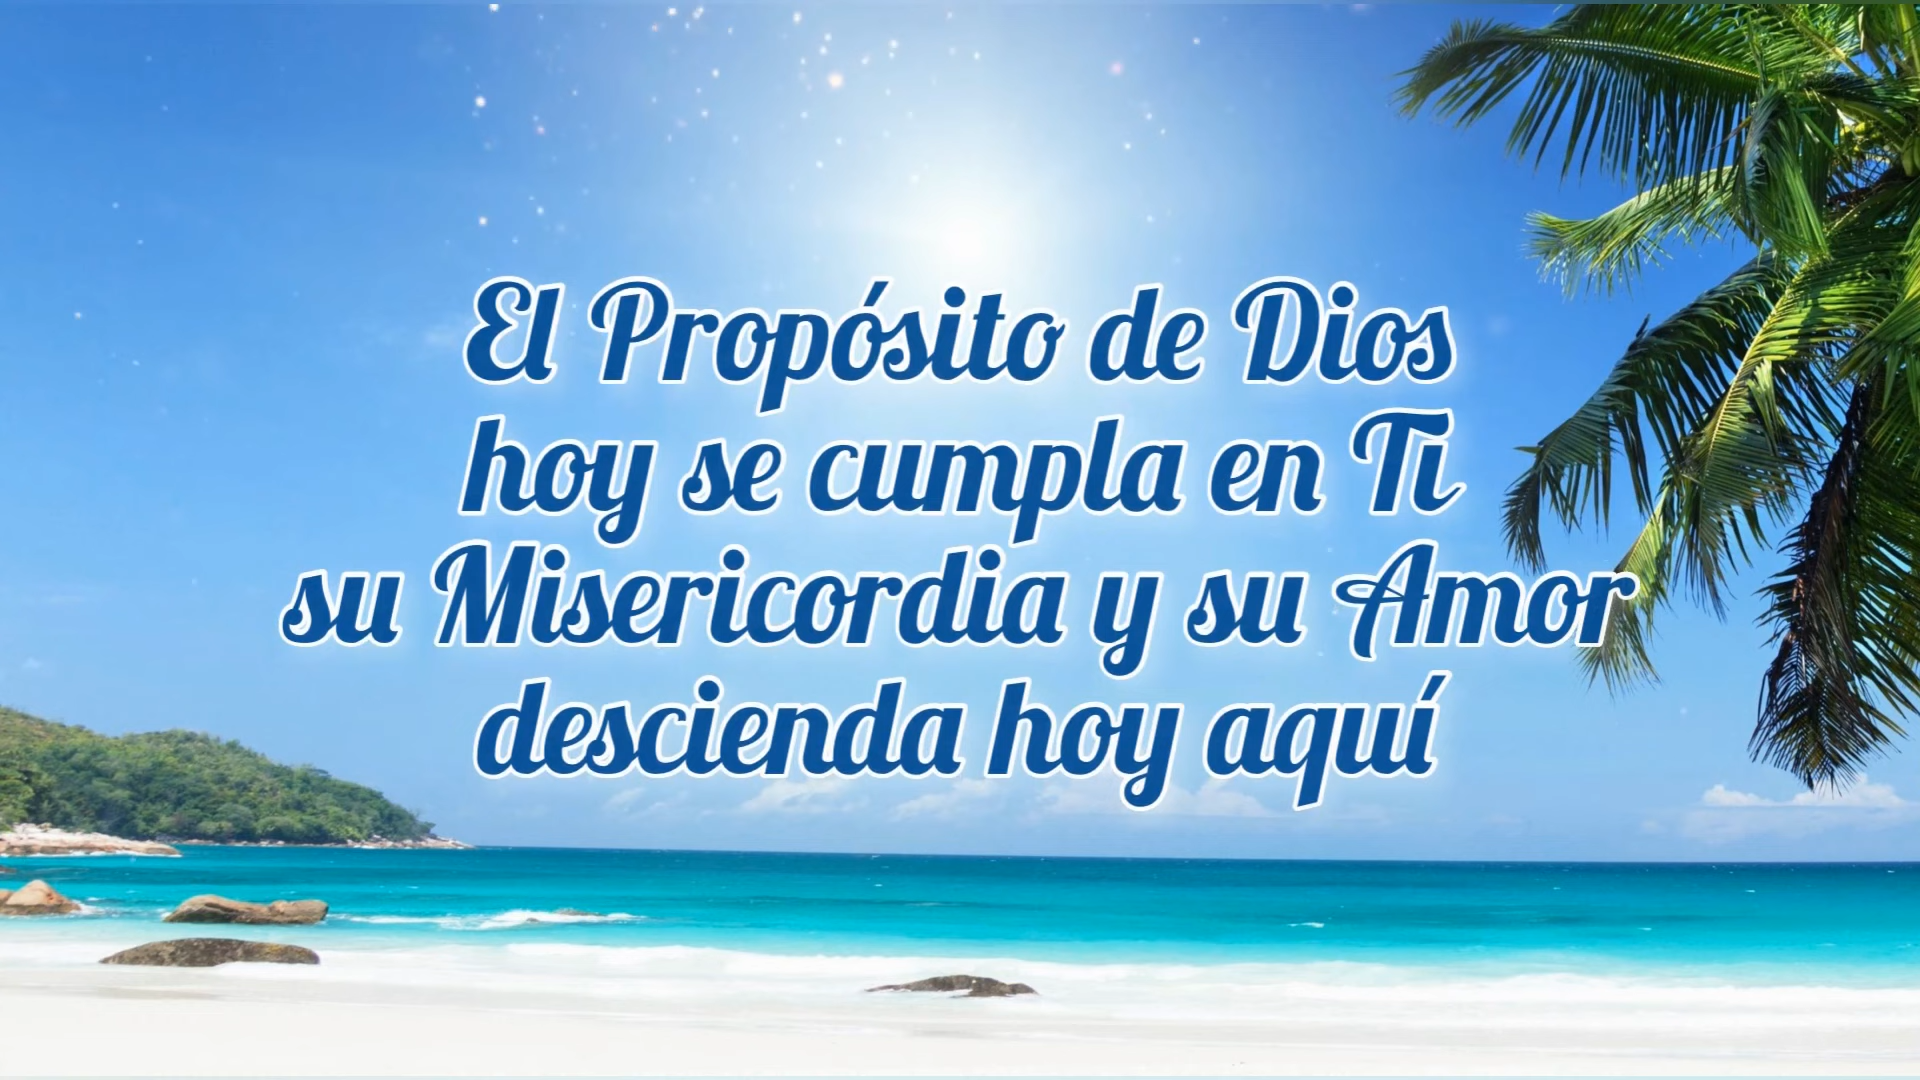 El Propósito de Dios
hoy se cumpla en Ti
su Misericordia y su Amor
descienda hoy aquí